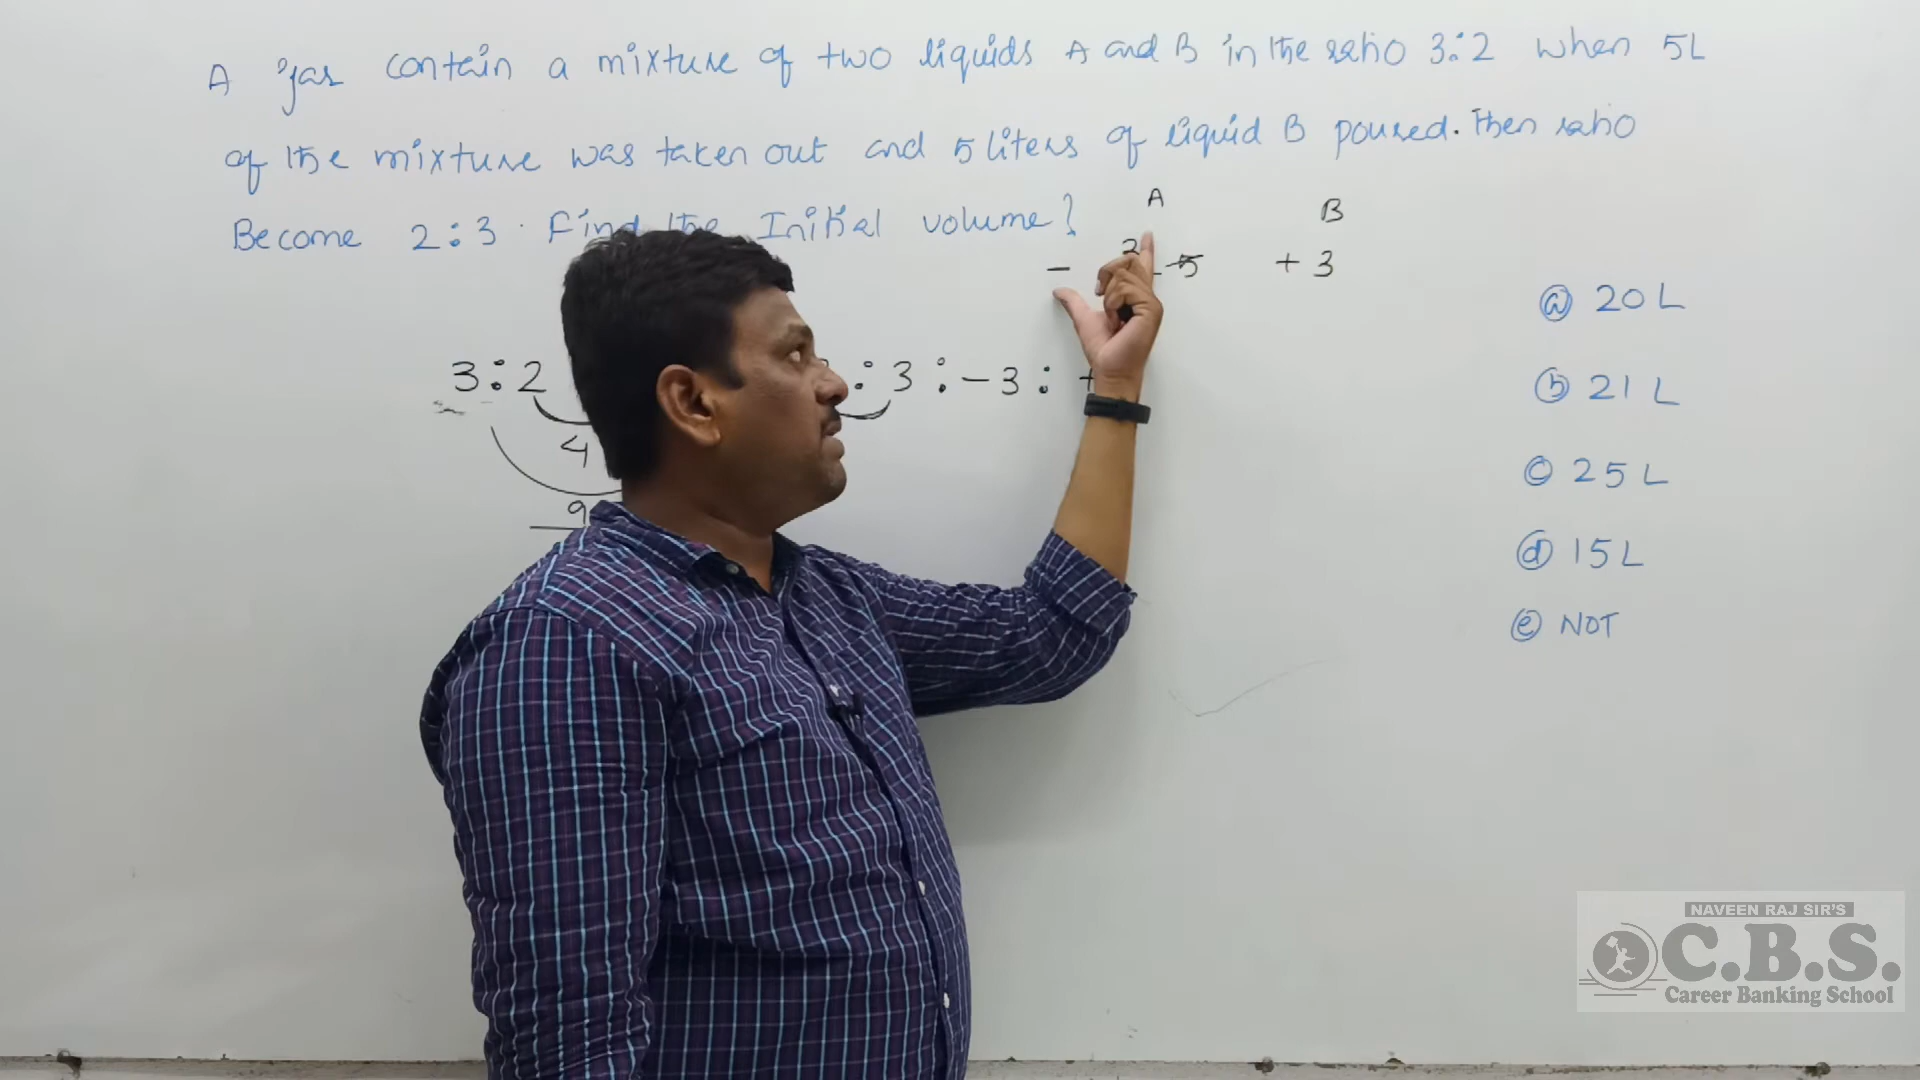 A jar contain a mixture of two liquids A and B in the ratio 3:2 when 5L
of the mixture was taken out and 5 liters of liquid B poured. Then ratio
Become 2:3. Find the Initial volume?
A B
- 5 + 3
3:2 : 3 : -3 : +
4
9
ⓐ 20 L
ⓑ 21 L
ⓒ 25 L
ⓓ 15 L
ⓔ NOT
NAVEEN RAJ SIR'S
C.B.S.
Career Banking School